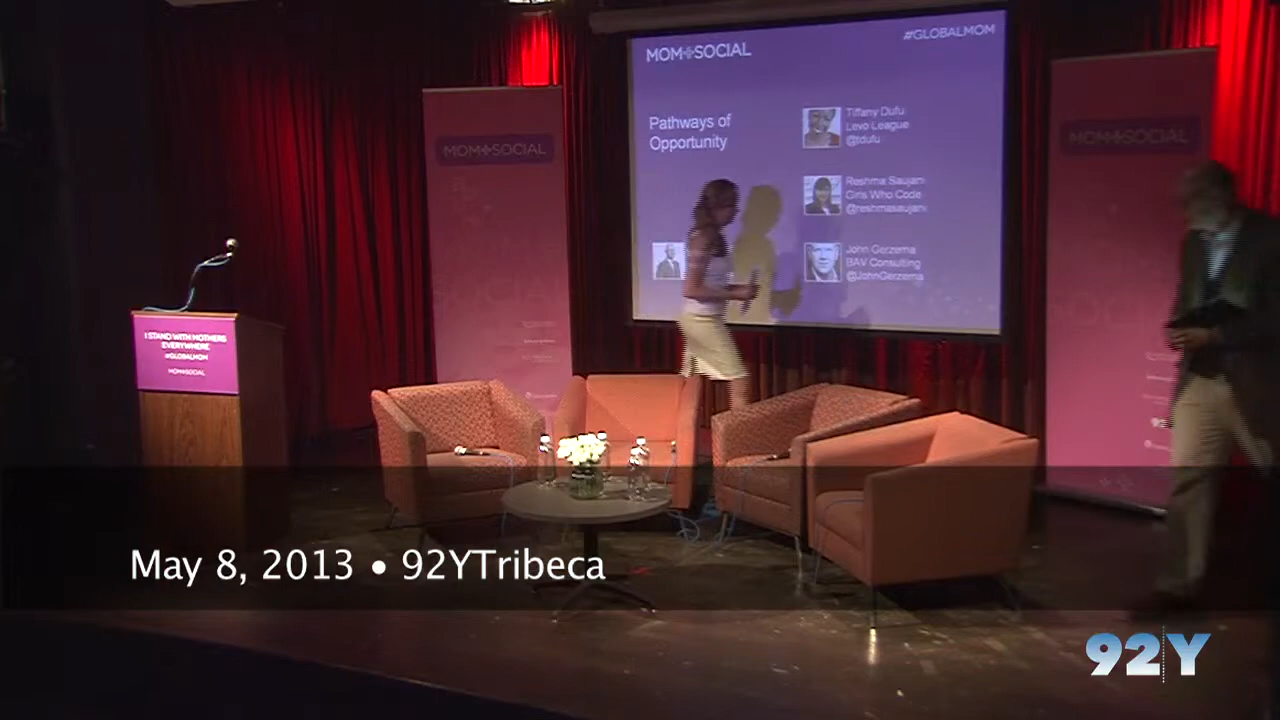 MOM+SOCIAL
#GLOBALMOM
Pathways of
Opportunity
Tiffany Dufu
Levo League
@tdufu
Reshma Saujani
Girls Who Code
@reshmasaujani
John Gerzema
BAV Consulting
@JohnGerzema
MOM+SOCIAL
MOM+SOCIAL
I STAND WITH MOTHERS
EVERYWHERE
#GLOBALMOM
MOM+SOCIAL
May 8, 2013 • 92YTribeca
92Y